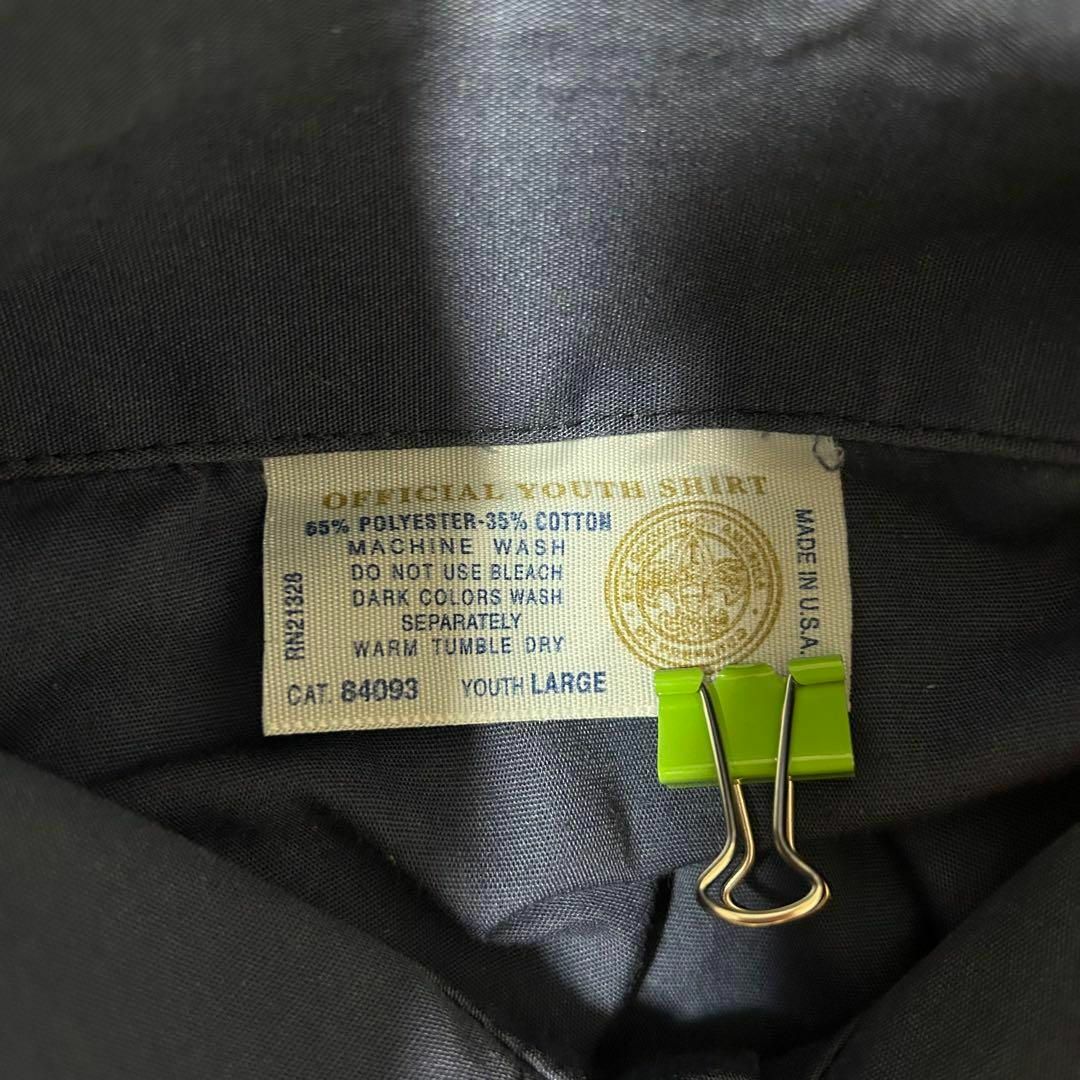 OFFICIAL YOUTH SHIRT
65% POLYESTER-35% COTTON
MACHINE WASH
DO NOT USE BLEACH
DARK COLORS WASH
SEPARATELY
WARM TUMBLE DRY
CAT. 84093 YOUTH LARGE
RN21328
MADE IN U.S.A.